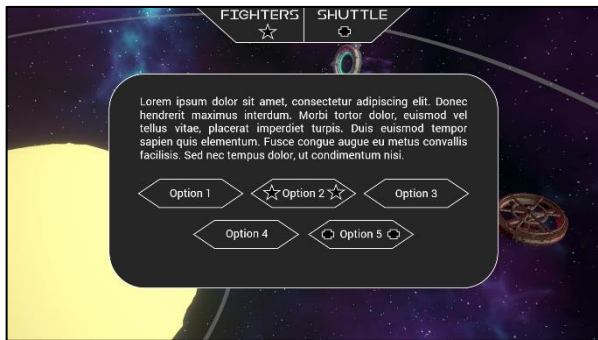 FIGHTERS SHUTTLE
Lorem ipsum dolor sit amet, consectetur adipiscing elit. Donec
hendrerit maximus interdum. Morbi tortor dolor, euismod vel
tellus vitae, placerat imperdiet turpis. Duis euismod tempor
sapien quis elementum. Fusce congue augue eu metus convallis
facilisis. Sed nec tempus dolor, ut condimentum nisi.
Option 1 Option 2 Option 3
Option 4 Option 5